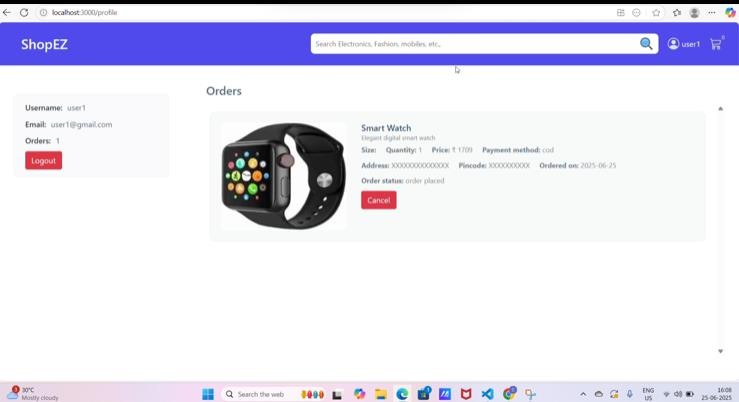 localhost:3000/profile
ShopEZ
Search Electronics, Fashion, mobiles, etc.,
user1
0
Username: user1
Email: user1@gmail.com
Orders: 1
Logout
Orders
Smart Watch
Elegant digital smart watch
Size: Quantity: 1 Price: ₹ 1709 Payment method: cod
Address: XXXXXXXXXXXXXX Pincode: XXXXXXXXXX Ordered on: 2025-06-25
Order status: order placed
Cancel
30°C
Mostly cloudy
Search the web
ENG
US
16:08
25-06-2025